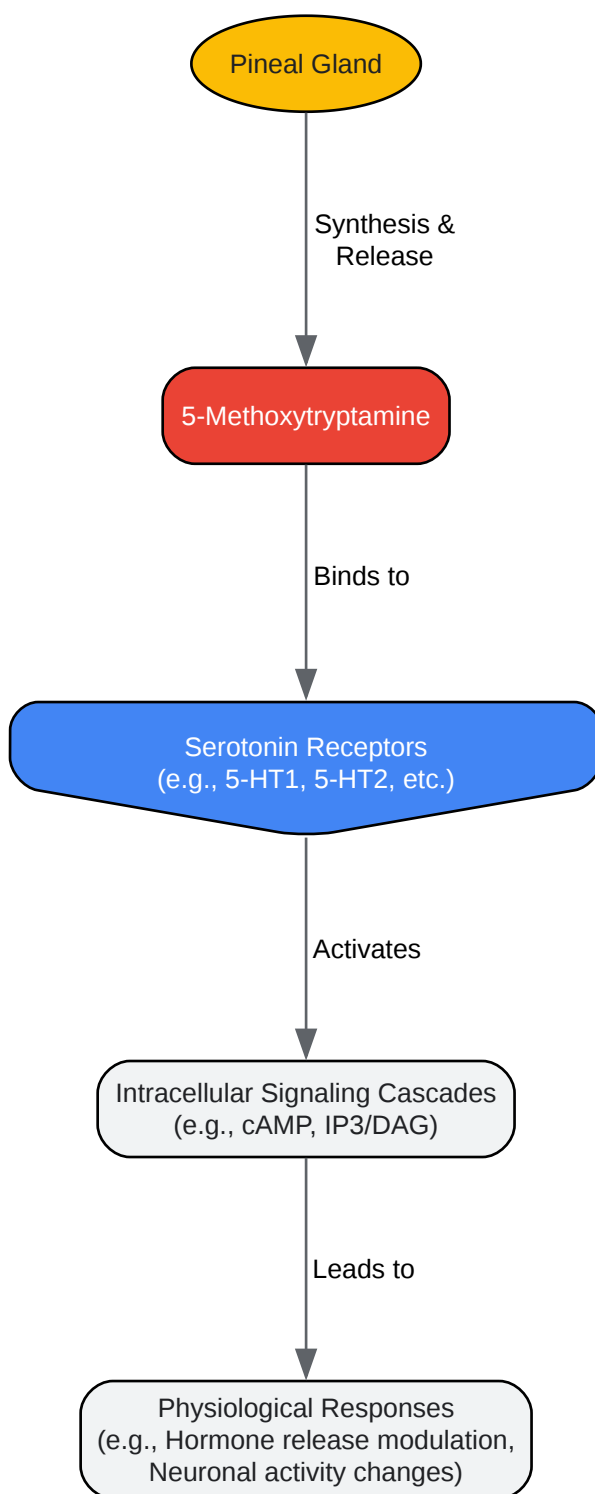 Pineal Gland
Synthesis &
Release
5-Methoxytryptamine
Binds to
Serotonin Receptors
(e.g., 5-HT1, 5-HT2, etc.)
Activates
Intracellular Signaling Cascades
(e.g., cAMP, IP3/DAG)
Leads to
Physiological Responses
(e.g., Hormone release modulation,
Neuronal activity changes)